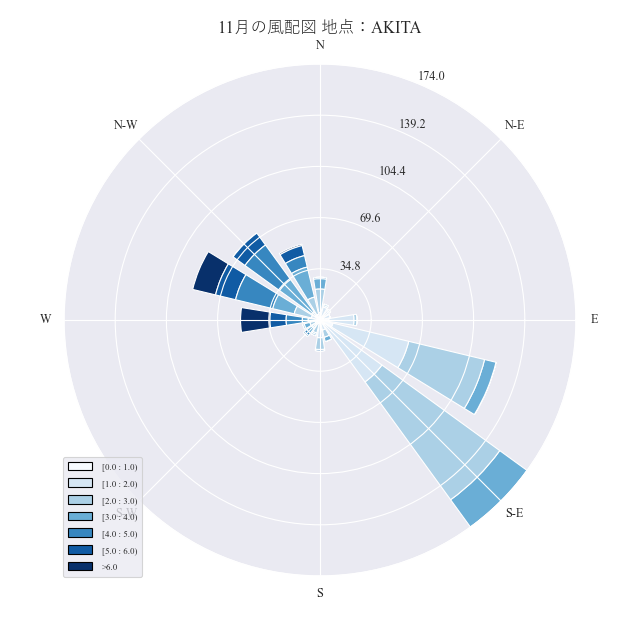 11月の風配図 地点：AKITA
N
174.0
N-W
139.2
N-E
104.4
69.6
34.8
W
E
[0.0 : 1.0)
[1.0 : 2.0)
[2.0 : 3.0)
[3.0 : 4.0)
S-W
S-E
[4.0 : 5.0)
[5.0 : 6.0)
>6.0
S